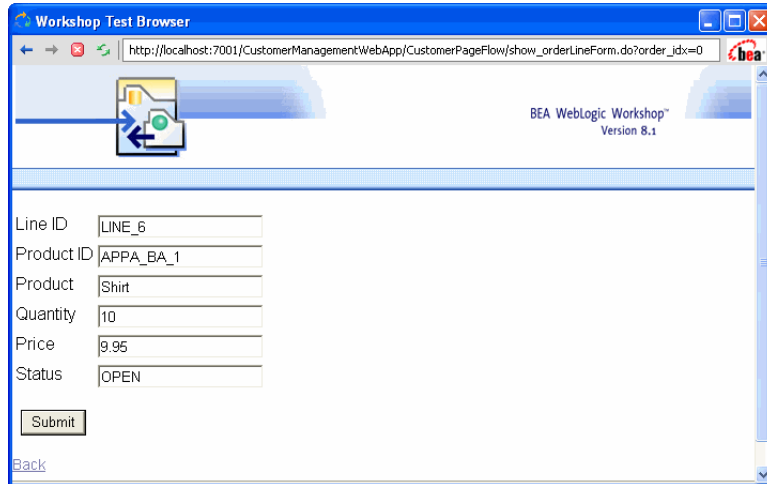 Workshop Test Browser
http://localhost:7001/CustomerManagementWebApp/CustomerPageFlow/show_orderLineForm.do?order_idx=0
bea
BEA WebLogic Workshop™
Version 8.1
Line ID LINE_6
Product ID APPA_BA_1
Product Shirt
Quantity 10
Price 9.95
Status OPEN
Submit
Back